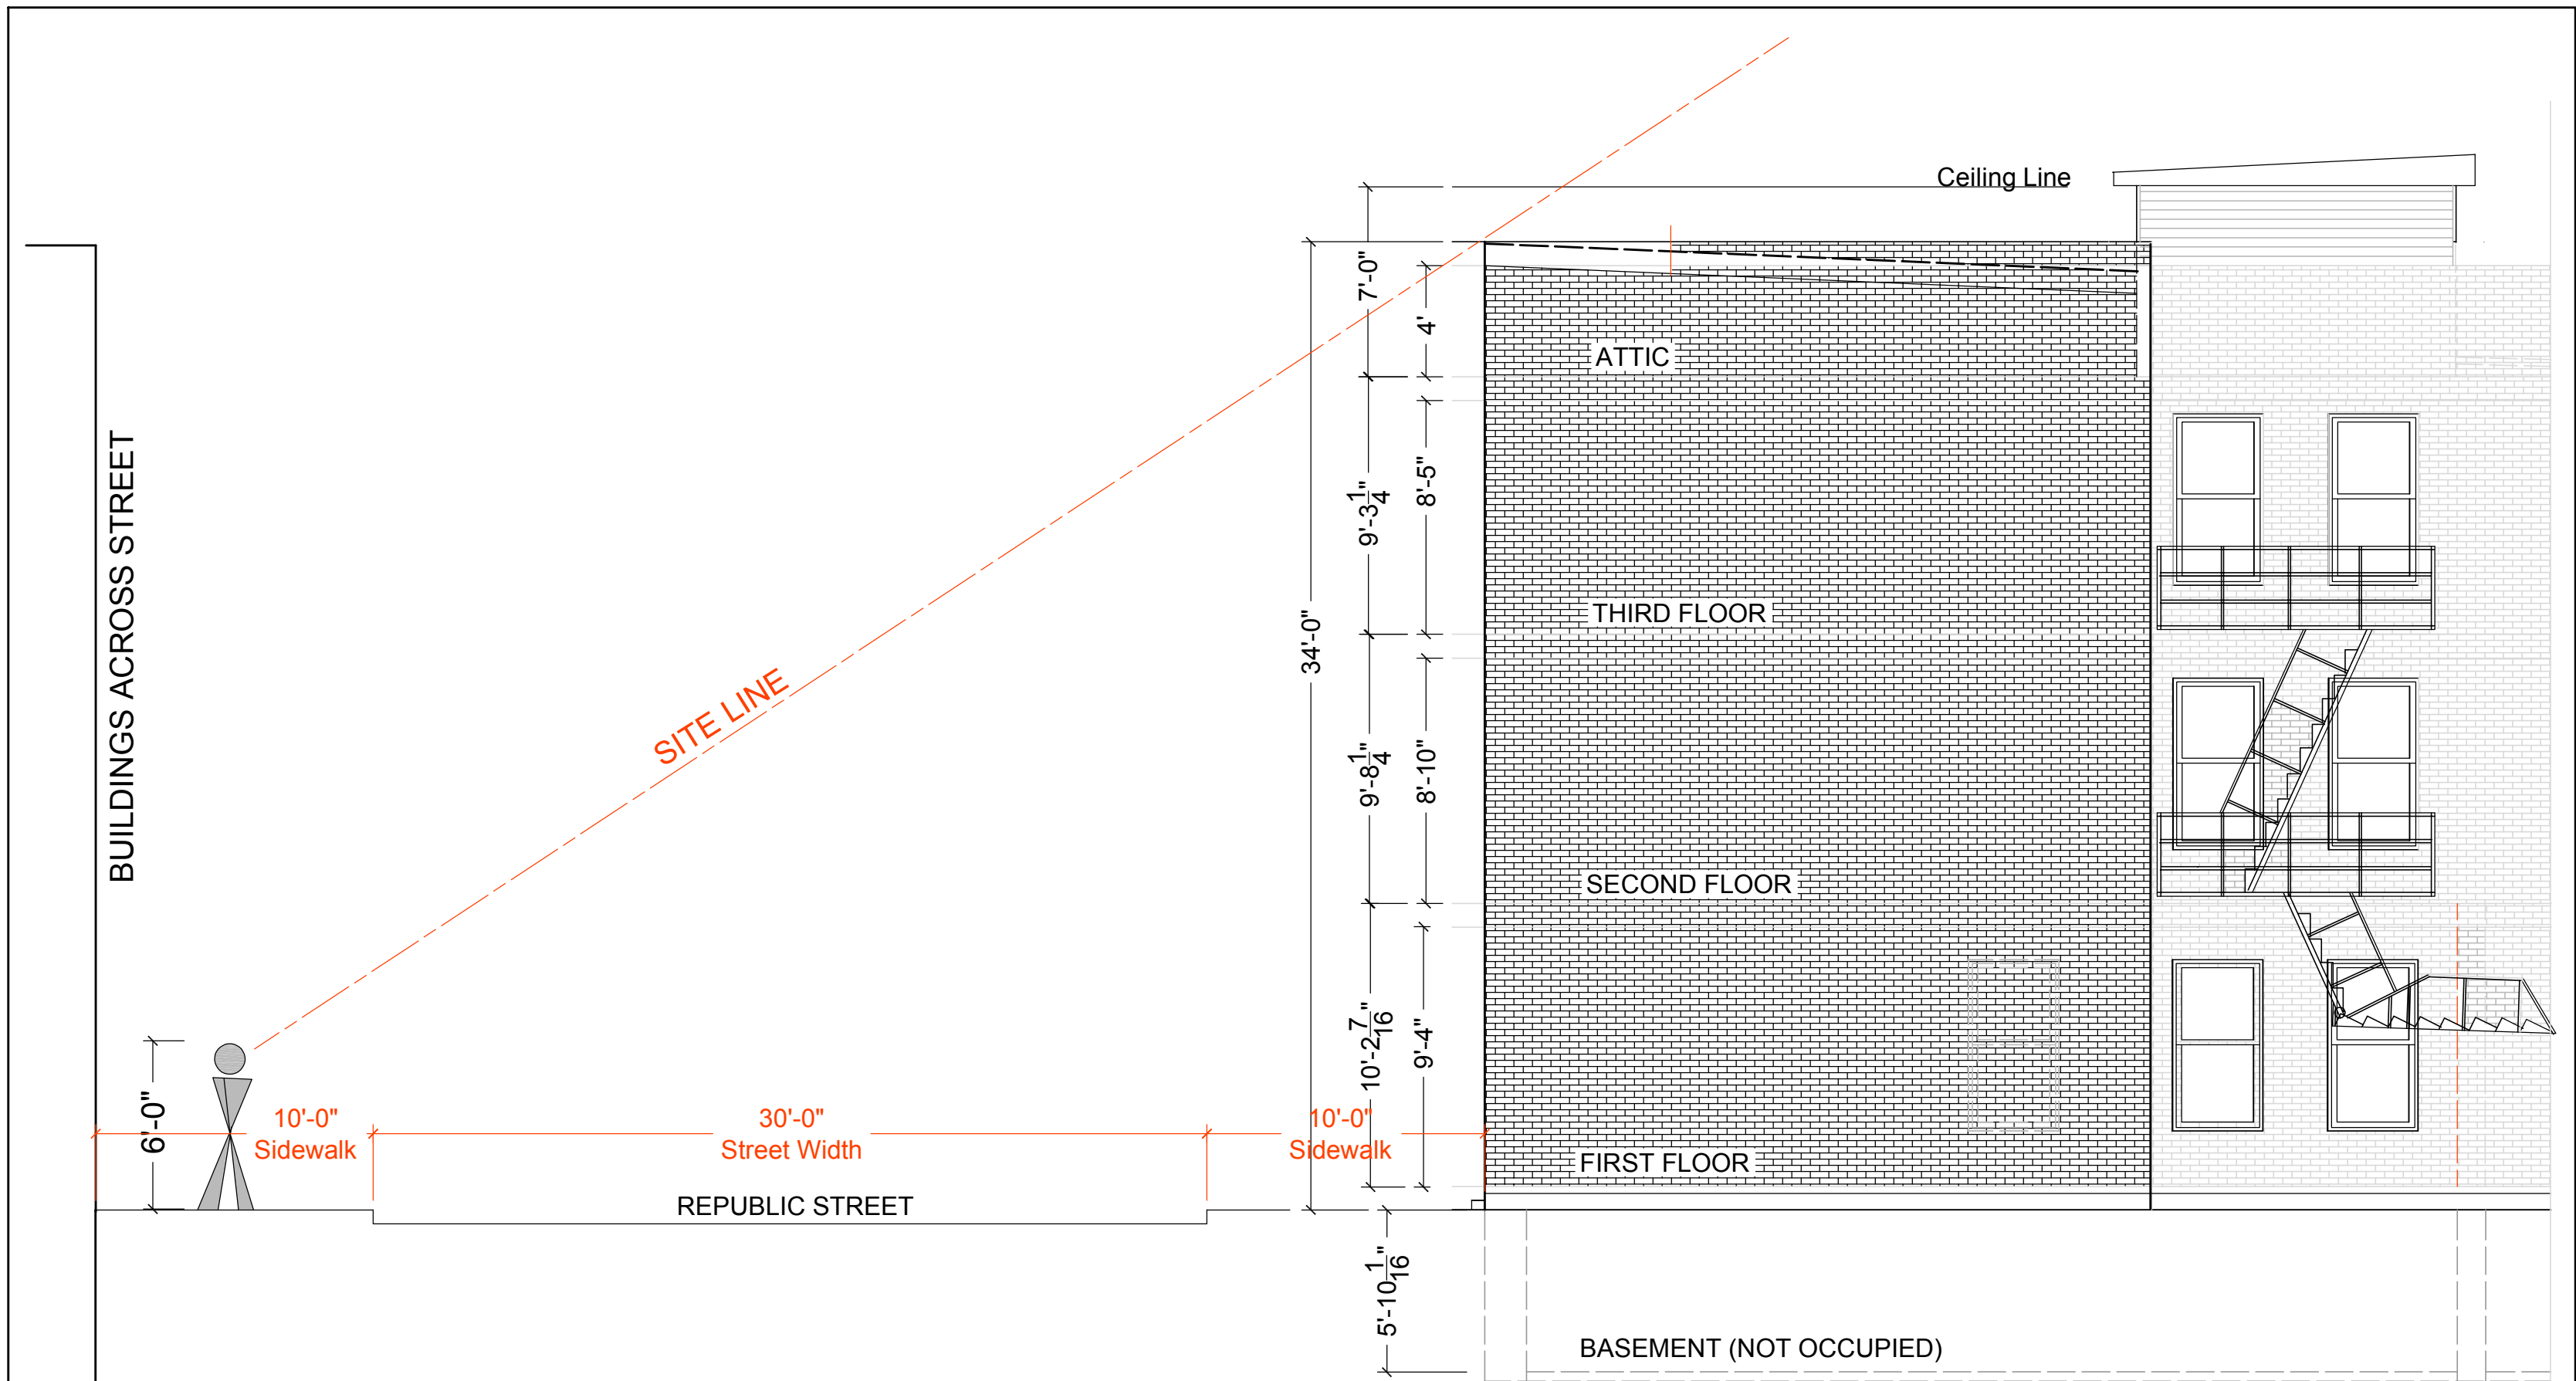 Ceiling Line
7'-0"
4'
ATTIC
BUILDINGS ACROSS STREET
9'-3 1/4"
8'-5"
34'-0"
THIRD FLOOR
SITE LINE
9'-8 1/4"
8'-10"
SECOND FLOOR
10'-2 7/16"
9'-4"
6'-0"
10'-0"
Sidewalk
30'-0"
Street Width
10'-0"
Sidewalk
FIRST FLOOR
REPUBLIC STREET
5'-10 1/16"
BASEMENT (NOT OCCUPIED)